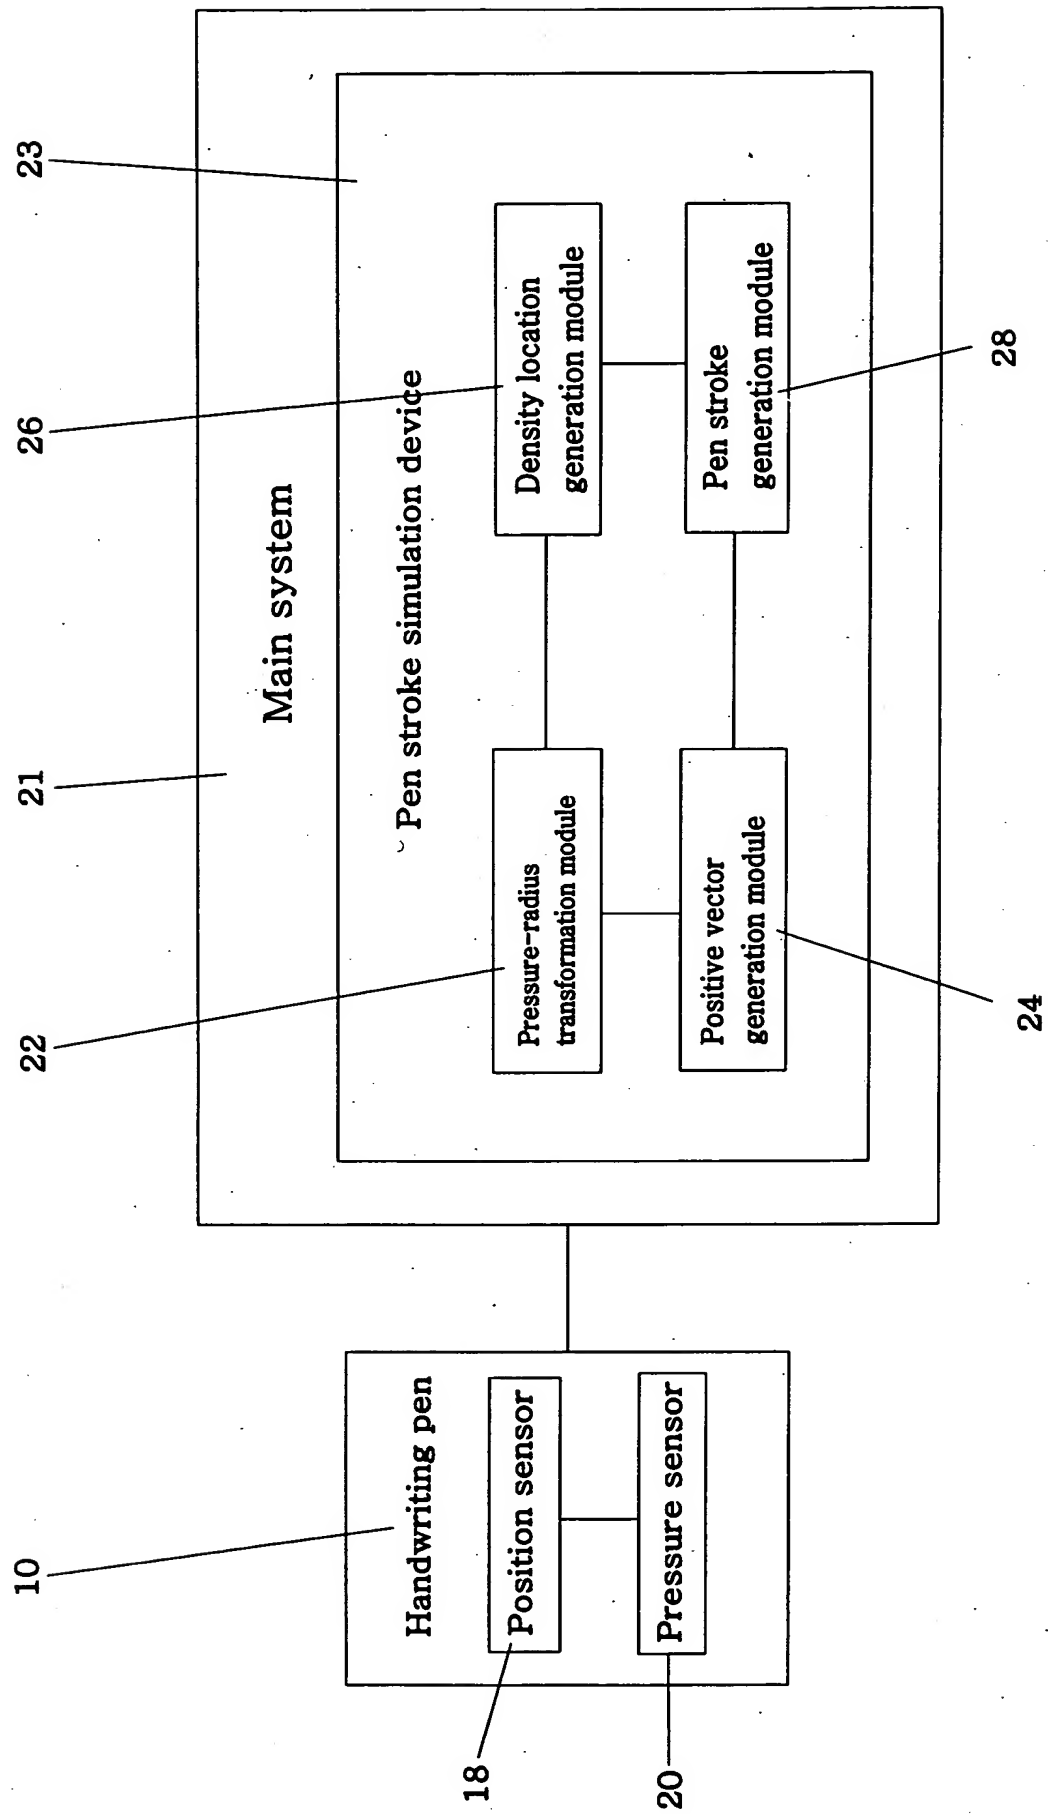 10
Handwriting pen
18
Position sensor
20
Pressure sensor
21
Main system
23
Pen stroke simulation device
22
Pressure-radius
transformation module
26
Density location
generation module
24
Positive vector
generation module
28
Pen stroke
generation module